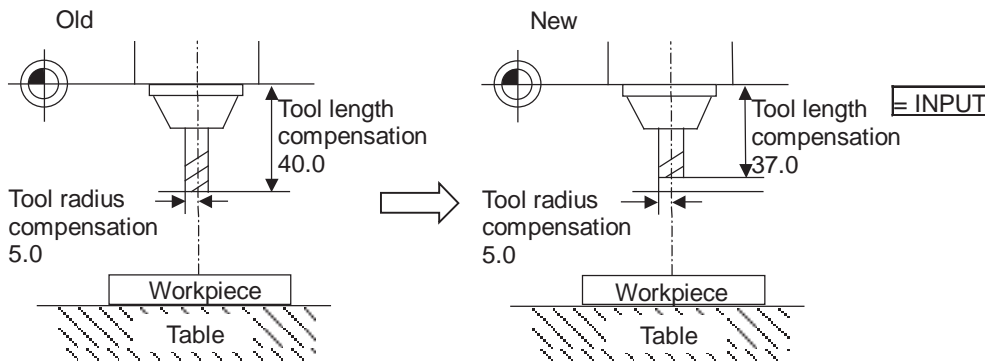 Old
Tool length
compensation
40.0
Tool radius
compensation
5.0
Workpiece
Table
New
Tool length
compensation
37.0
Tool radius
compensation
5.0
Workpiece
Table
= INPUT